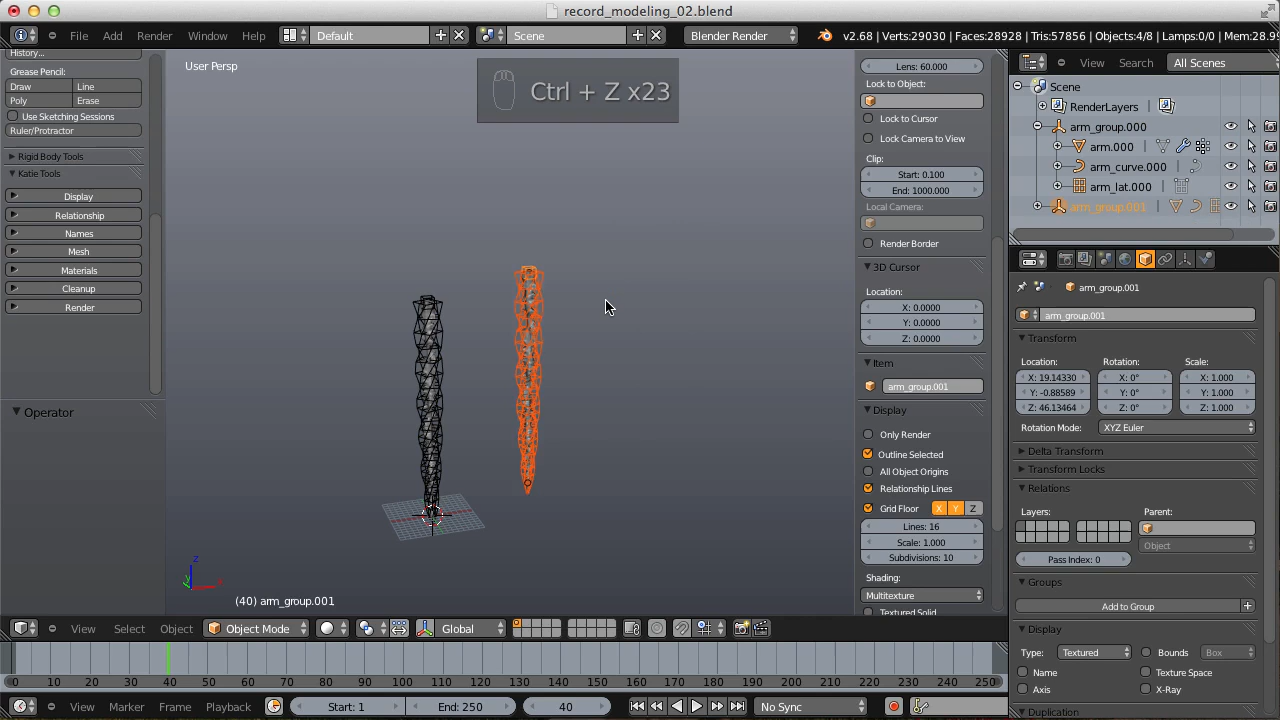 record_modeling_02.blend
File Add Render Window Help Default Scene Blender Render v2.68 | Verts:29030 | Faces:28928 | Tris:57856 | Objects:4/8 | Lamps:0/0 | Mem:28.99
History...
Grease Pencil:
Draw Line
Poly Erase
Use Sketching Sessions
Ruler/Protractor
Rigid Body Tools
Katie Tools
Display
Relationship
Names
Mesh
Materials
Cleanup
Render
Operator
User Persp
Ctrl + Z x23
Z
(40) arm_group.001
Lens: 60.000
Lock to Object:
Lock to Cursor
Lock Camera to View
Clip:
Start: 0.100
End: 1000.000
Local Camera:
Render Border
3D Cursor
Location:
X: 0.0000
Y: 0.0000
Z: 0.0000
Item
arm_group.001
Display
Only Render
Outline Selected
All Object Origins
Relationship Lines
Grid Floor X Y Z
Lines: 16
Scale: 1.000
Subdivisions: 10
Shading:
Multitexture
Textured Solid
View Search All Scenes
Scene
RenderLayers
arm_group.000
arm.000
arm_curve.000
arm_lat.000
arm_group.001
arm_group.001
arm_group.001
Transform
Location: Rotation: Scale:
X: 19.14330 X: 0° X: 1.000
Y: -0.88589 Y: 0° Y: 1.000
Z: 46.13464 Z: 0° Z: 1.000
Rotation Mode: XYZ Euler
Delta Transform
Transform Locks
Relations
Layers: Parent:
Object
Pass Index: 0
Groups
Add to Group
Display
Type: Textured Bounds Box
Name Texture Space
Axis X-Ray
Duplication
View Select Object Object Mode Global
0 10 20 30 40 50 60 70 80 90 100 110 120 130 140 150 160 170 180 190 200 210 220 230 240 250
View Marker Frame Playback Start: 1 End: 250 40 No Sync